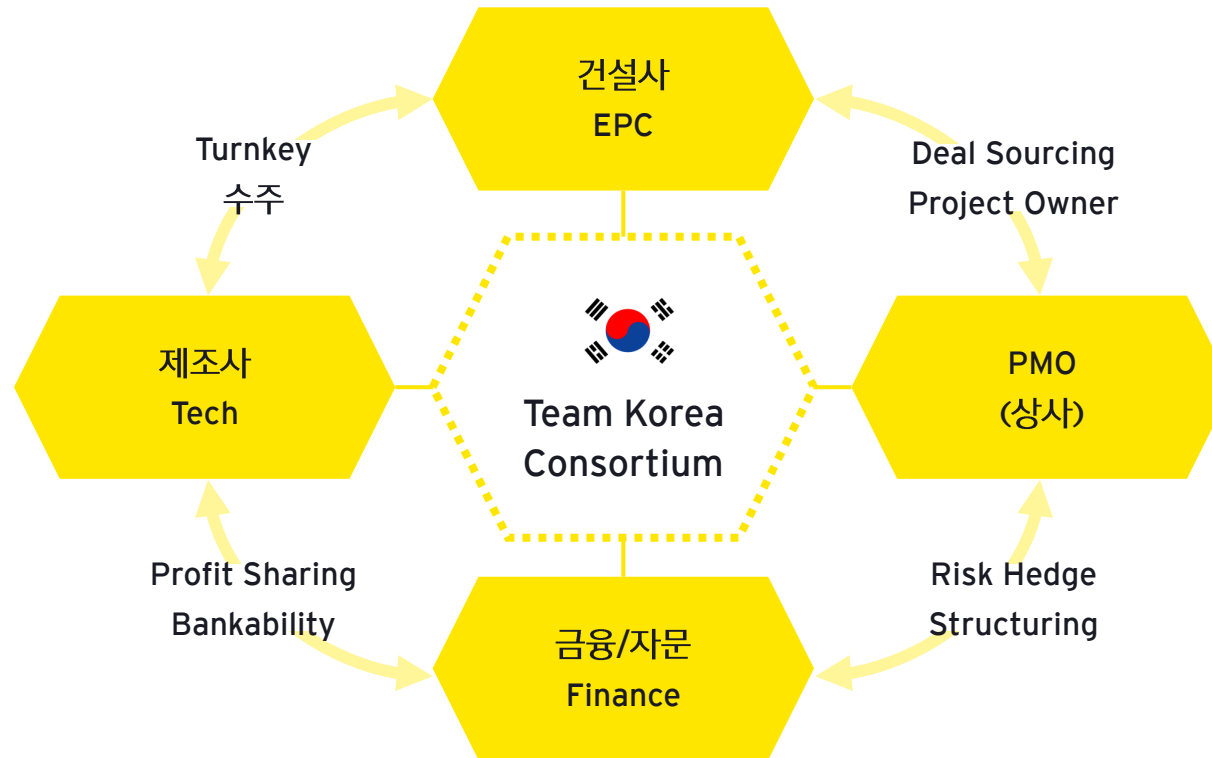 건설사
EPC
Turnkey
수주
Deal Sourcing
Project Owner
제조사
Tech
Team Korea
Consortium
PMO
(상사)
Profit Sharing
Bankability
Risk Hedge
Structuring
금융/자문
Finance